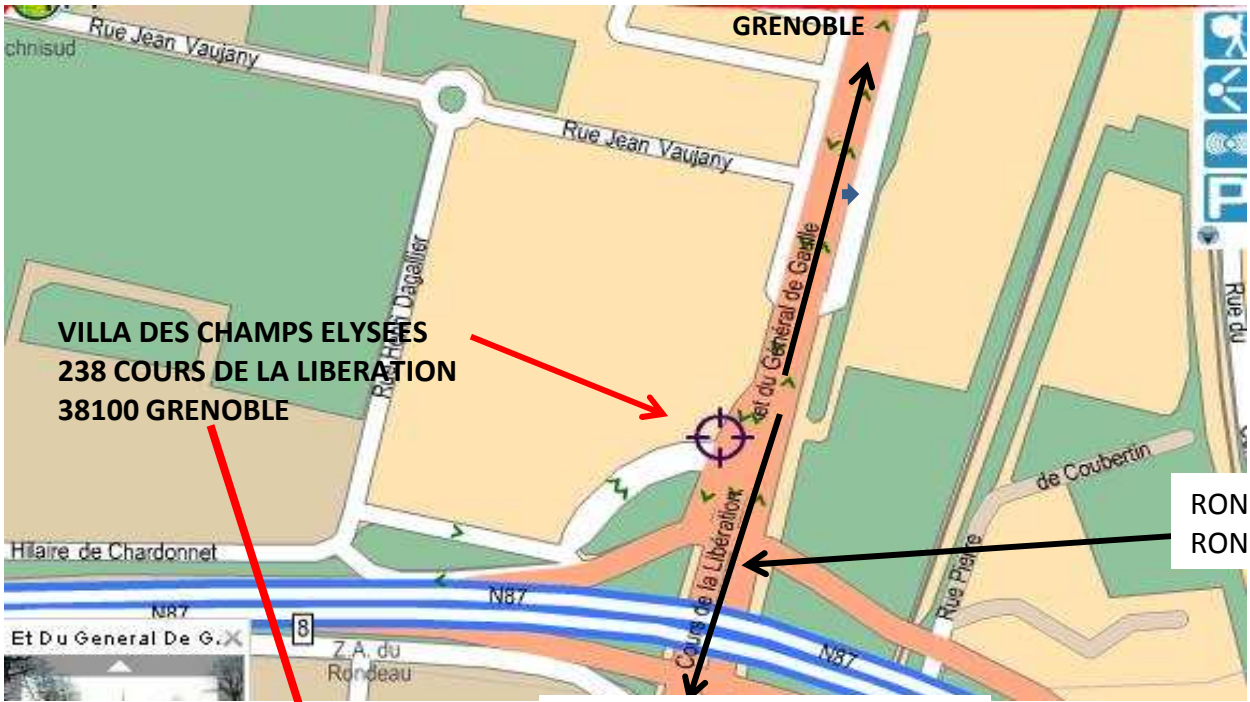 GRENOBLE
chnisud
Rue Jean Vaujany
Rue Jean Vaujany
et du Général de Gaulle
Rue Henri Dagallier
VILLA DES CHAMPS ELYSEES
238 COURS DE LA LIBERATION
38100 GRENOBLE
Rue du
de Coubertin
RON
RON
Hilaire de Chardonnet
Cours de la Libération
Rue Pierre
N87
N87
N87
8
Z.A. du
Rondeau
Et Du General De G.
P